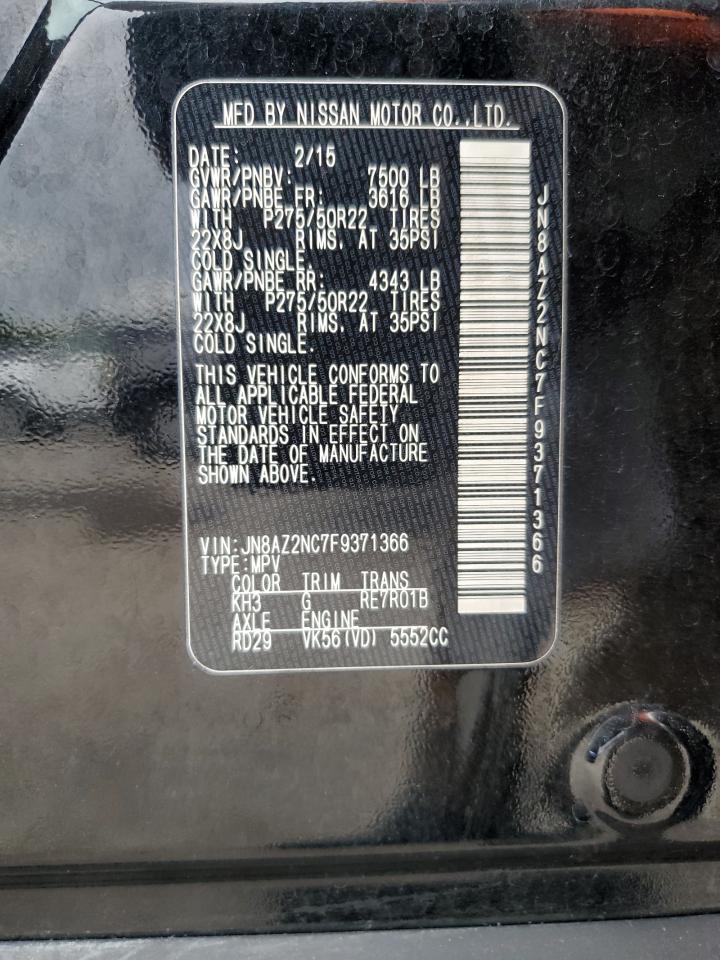 MFD BY NISSAN MOTOR CO.,LTD.
DATE: 2/15
GVWR/PNBV: 7500 LB
GAWR/PNBE FR: 3616 LB
WITH P275/50R22 TIRES
22X8J RIMS. AT 35PSI
COLD SINGLE.
GAWR/PNBE RR: 4343 LB
WITH P275/50R22 TIRES
22X8J RIMS. AT 35PSI
COLD SINGLE.
THIS VEHICLE CONFORMS TO
ALL APPLICABLE FEDERAL
MOTOR VEHICLE SAFETY
STANDARDS IN EFFECT ON
THE DATE OF MANUFACTURE
SHOWN ABOVE.
VIN:JN8AZ2NC7F9371366
TYPE:MPV
COLOR TRIM TRANS
KH3 G RE7R01B
AXLE ENGINE
RD29 VK56(VD) 5552CC
JN8AZ2NC7F9371366